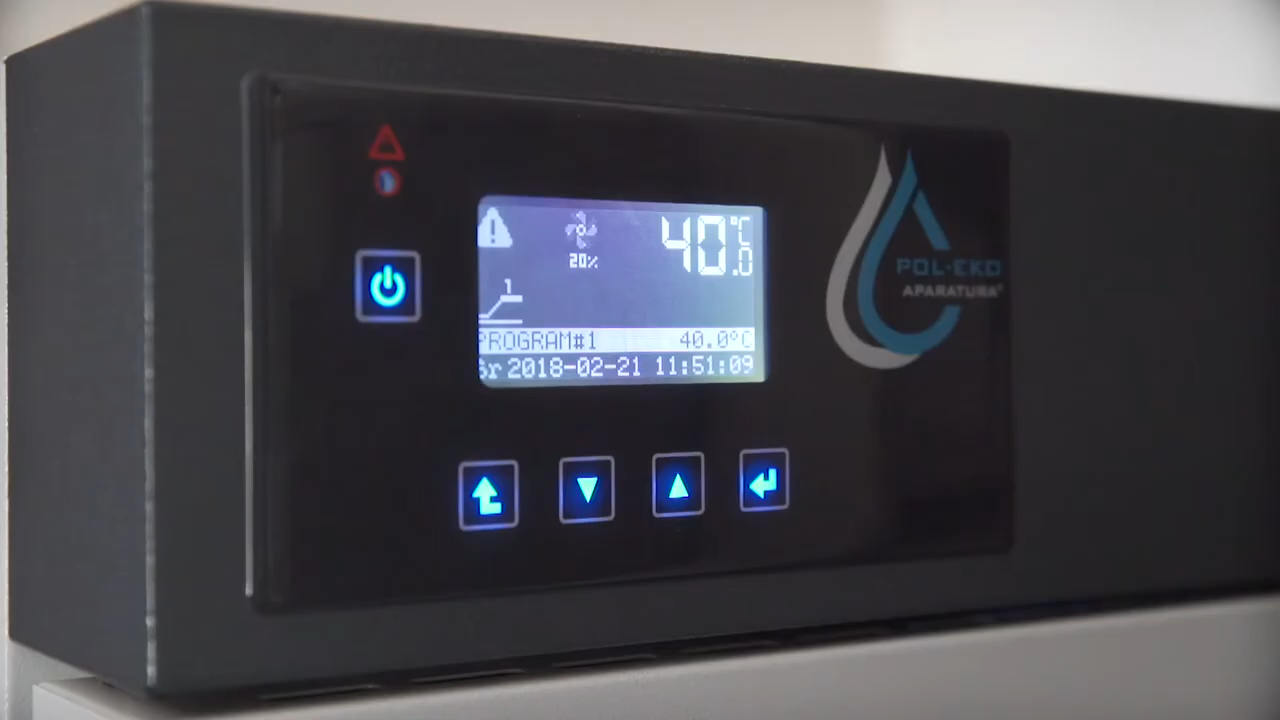 40.0°C
20%
1
PROGRAM#1 40.0°C
śr 2018-02-21 11:51:09
POL-EKO
APARATURA®